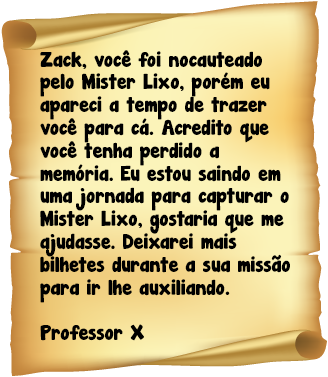 Zack, você foi nocauteado
pelo Mister Lixo, porém eu
apareci a tempo de trazer
você para cá. Acredito que
você tenha perdido a
memória. Eu estou saindo em
uma jornada para capturar o
Mister Lixo, gostaria que me
ajudasse. Deixarei mais
bilhetes durante a sua missão
para ir lhe auxiliando.
Professor X